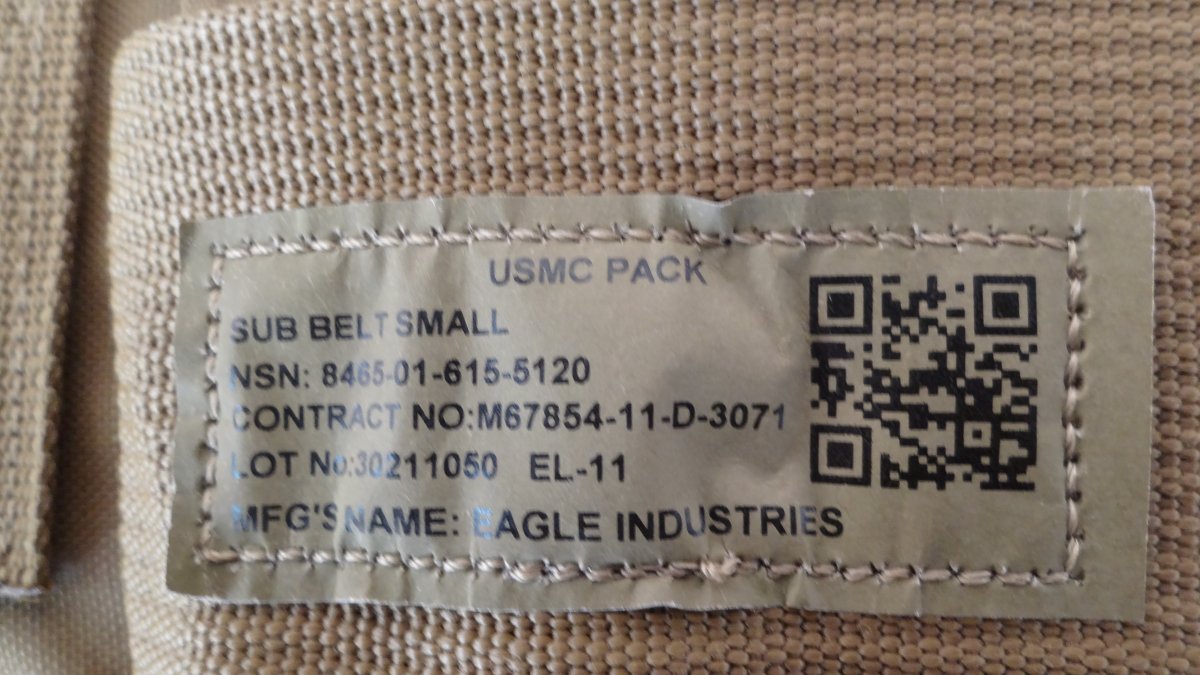 USMC PACK
SUB BELT SMALL
NSN: 8465-01-615-5120
CONTRACT NO:M67854-11-D-3071
LOT No:30211050 EL-11
MFG'S NAME: EAGLE INDUSTRIES